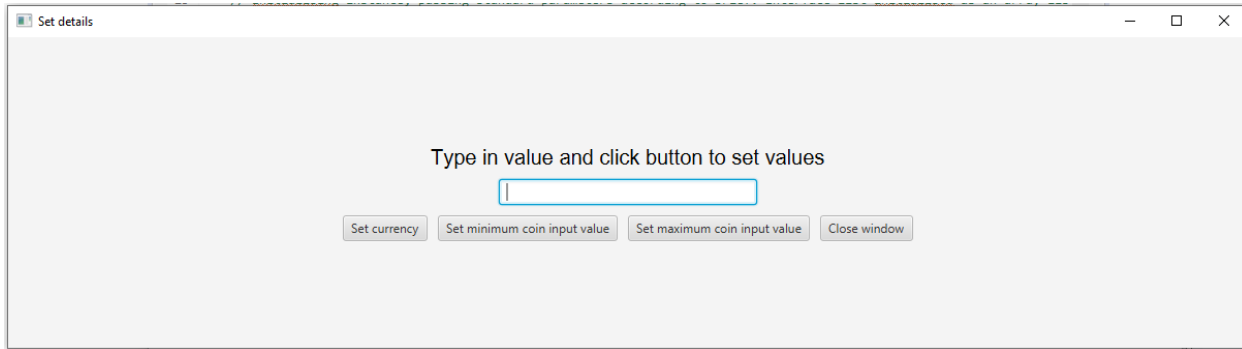 Set details
Type in value and click button to set values
Set currency Set minimum coin input value Set maximum coin input value Close window